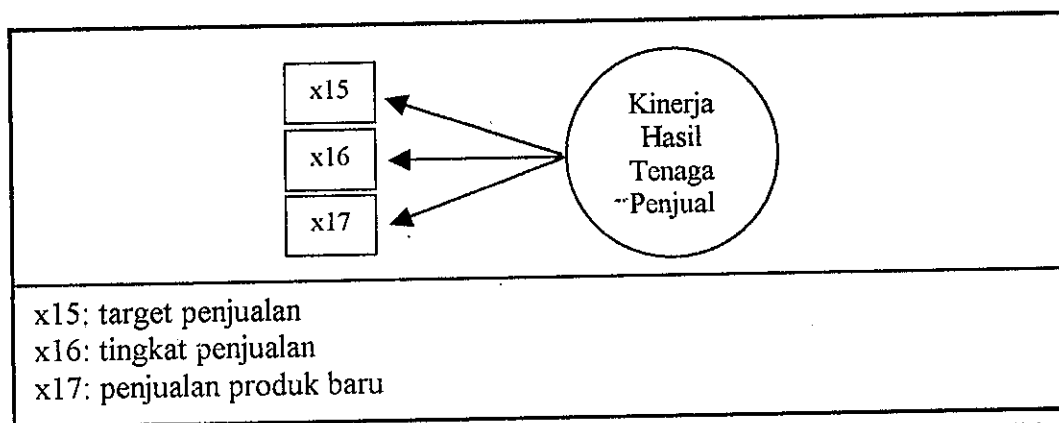 x15
x16
x17
Kinerja
Hasil
Tenaga
Penjual
x15: target penjualan
x16: tingkat penjualan
x17: penjualan produk baru